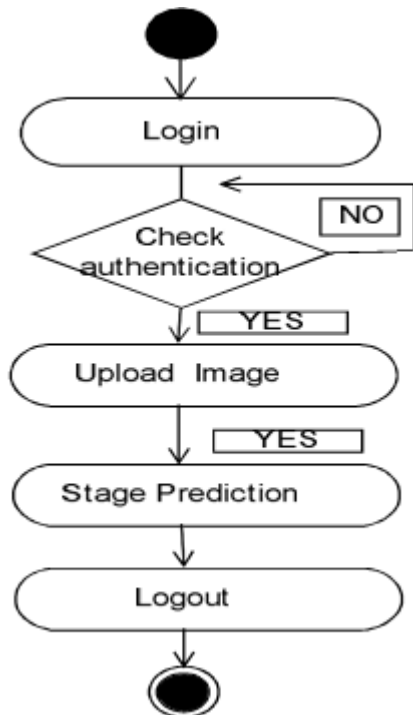 Login
NO
Check
authentication
YES
Upload Image
YES
Stage Prediction
Logout